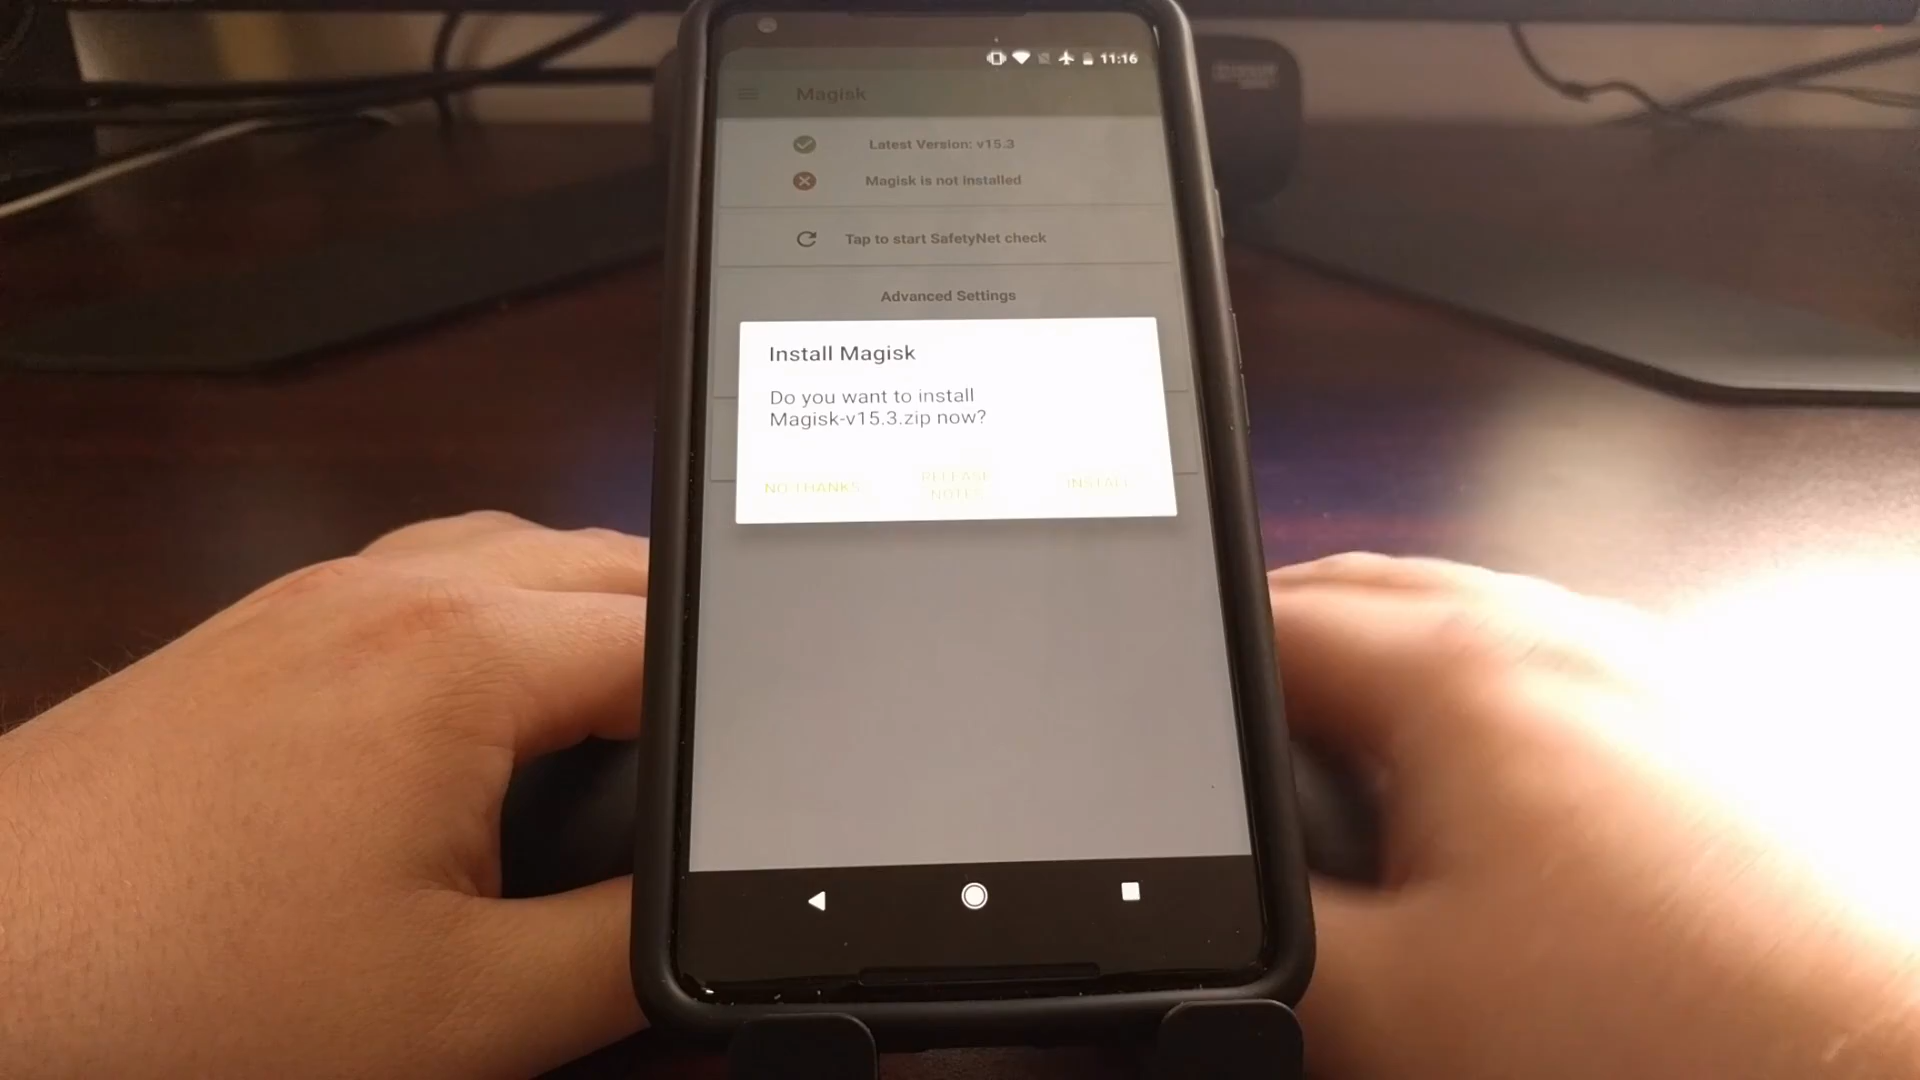 11:16
Magisk
Latest Version: v15.3
Magisk is not installed
Tap to start SafetyNet check
Advanced Settings
Install Magisk
Do you want to install
Magisk-v15.3.zip now?
NO THANKS
RELEASE
NOTES
INSTALL